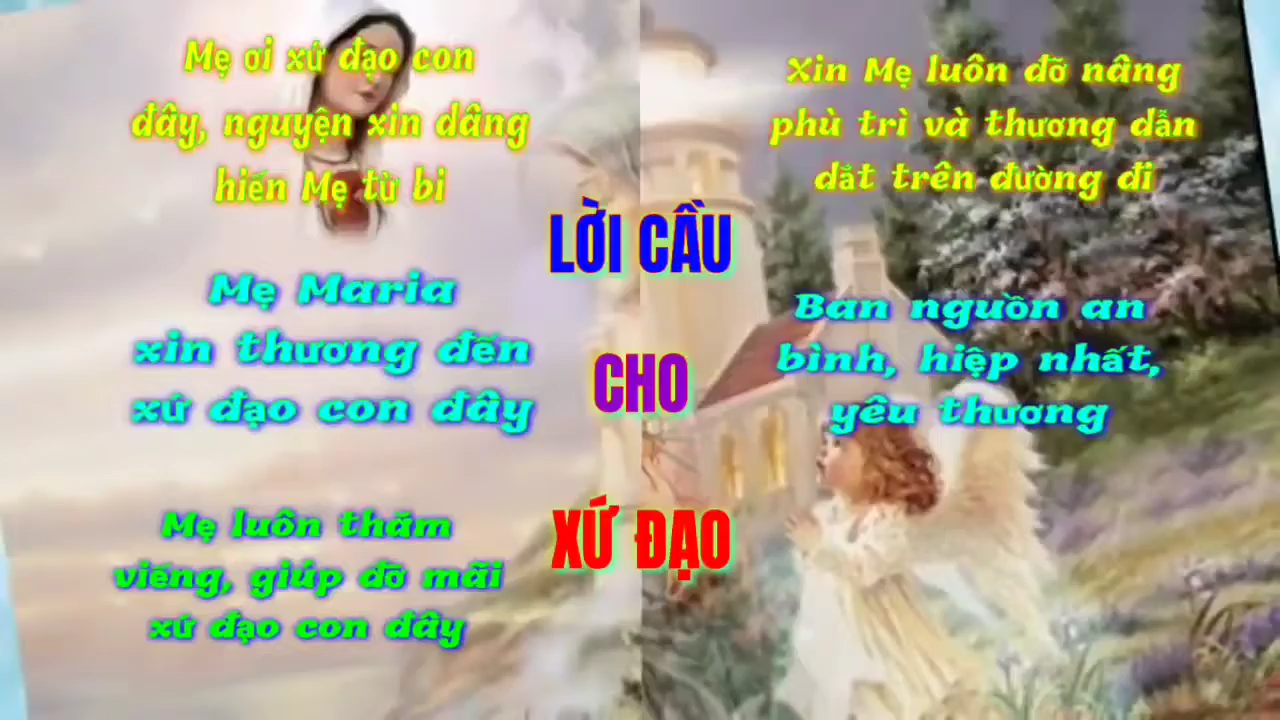 Mẹ ơi xứ đạo con
đây, nguyện xin dâng
hiến Mẹ từ bi
Mẹ Maria
xin thương đến
xứ đạo con đây
Mẹ luôn thăm
viếng, giúp đỡ mãi
xứ đạo con đây
LỜI CẦU
CHO
XỨ ĐẠO
Xin Mẹ luôn đỡ nâng
phù trì và thương dẫn
dắt trên đường đi
Ban nguồn an
bình, hiệp nhất,
yêu thương